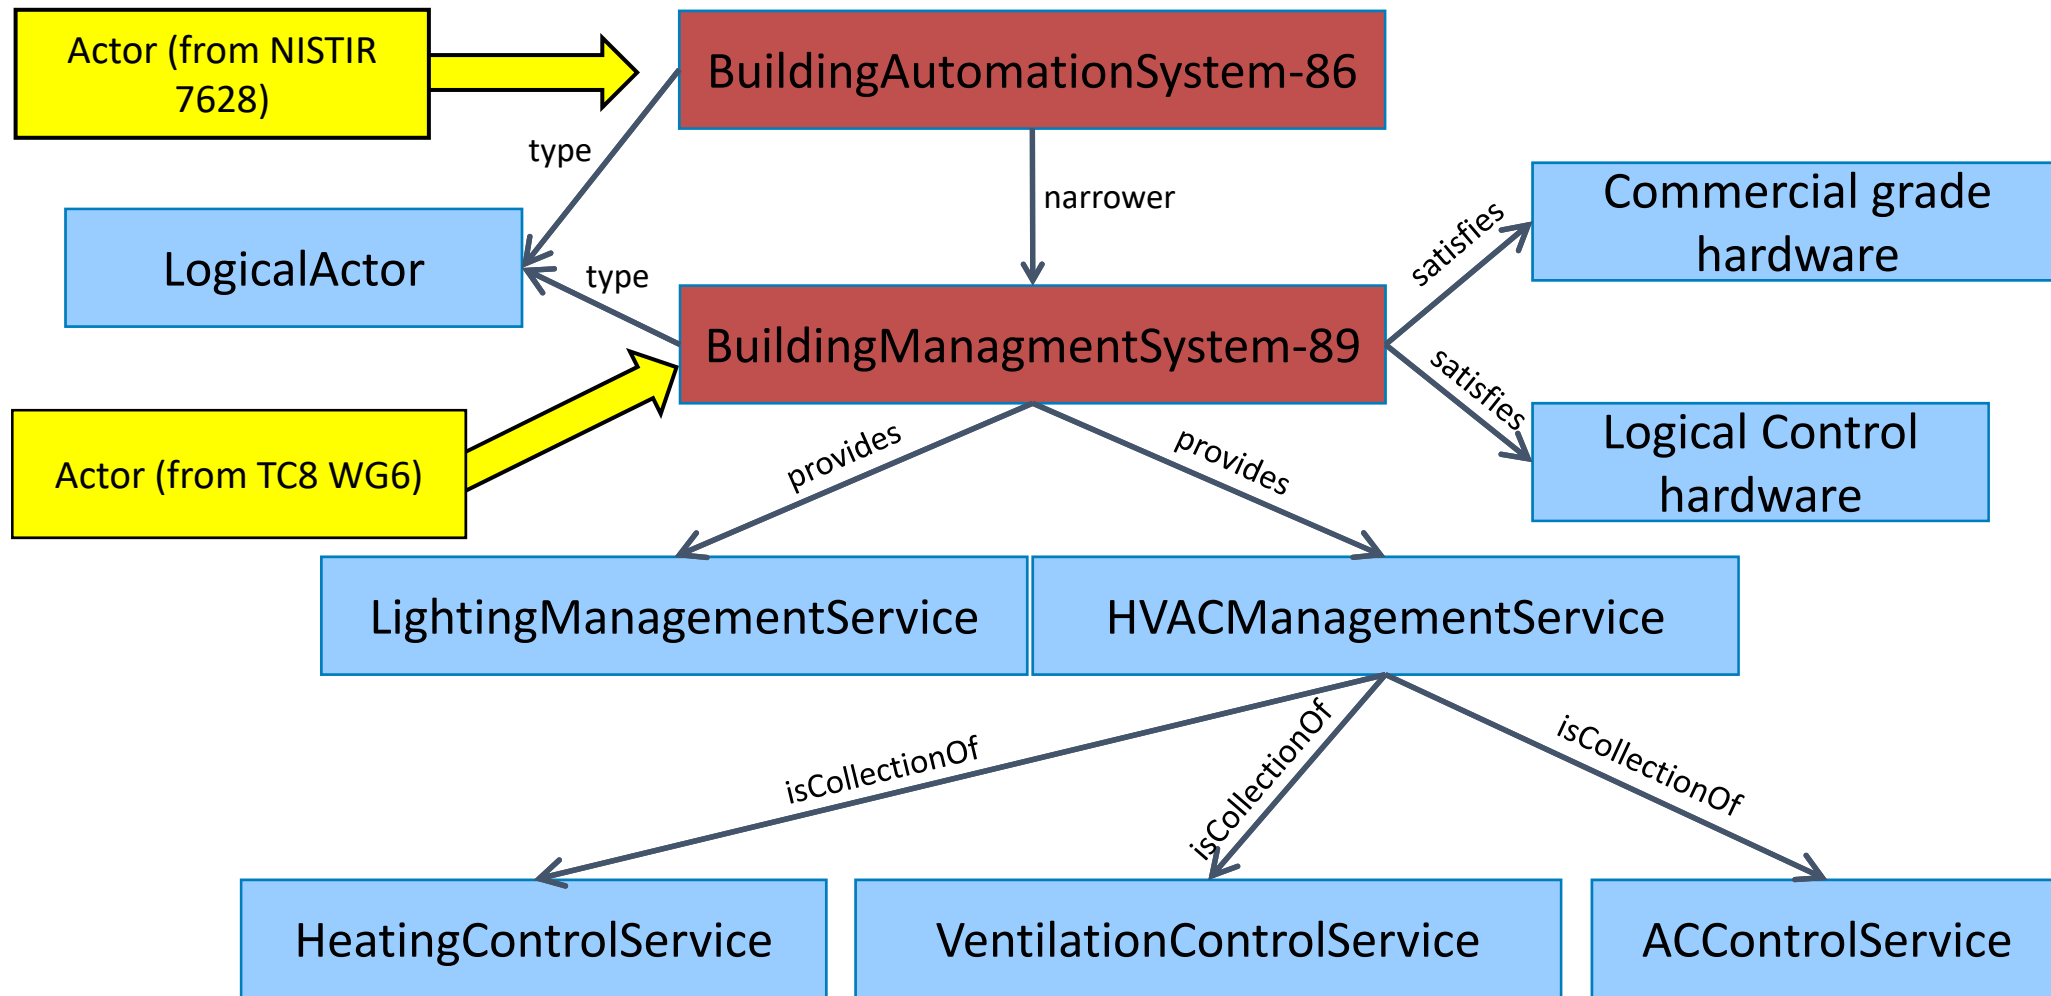 Actor (from NISTIR
7628)
BuildingAutomationSystem-86
type
narrower
Commercial grade
hardware
satisfies
LogicalActor
type
BuildingManagmentSystem-89
satisfies
Logical Control
hardware
Actor (from TC8 WG6)
provides
provides
LightingManagementService
HVACManagementService
isCollectionOf
isCollectionOf
isCollectionOf
HeatingControlService
VentilationControlService
ACControlService